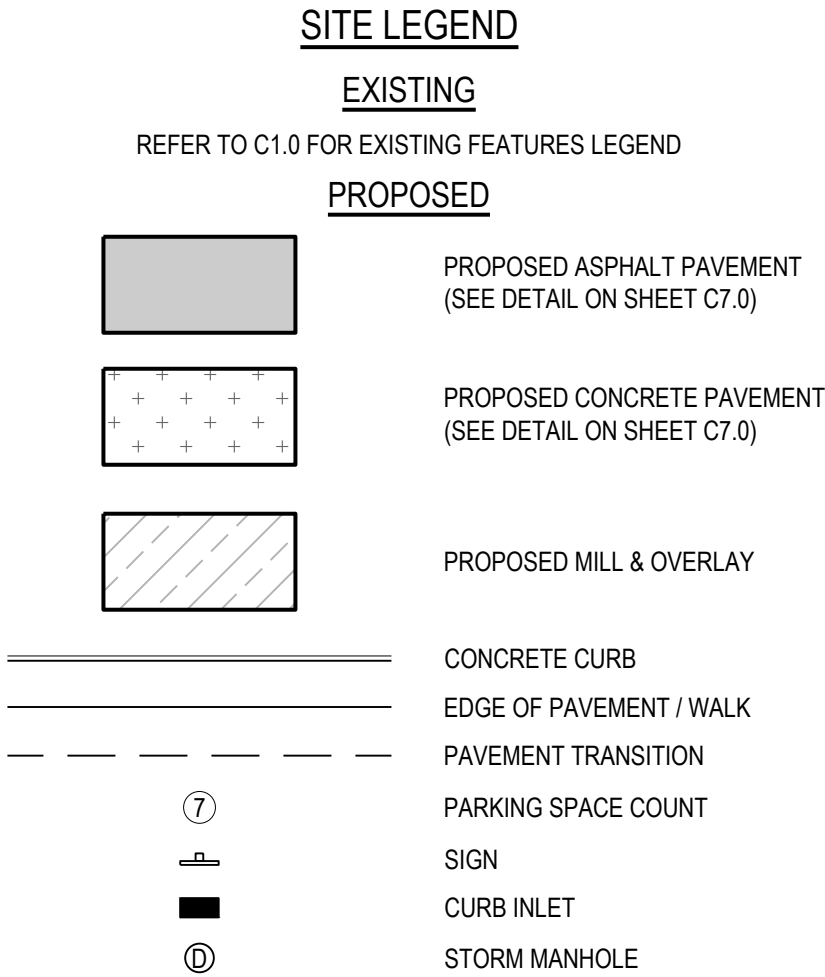 SITE LEGEND
EXISTING
REFER TO C1.0 FOR EXISTING FEATURES LEGEND
PROPOSED
PROPOSED ASPHALT PAVEMENT
(SEE DETAIL ON SHEET C7.0)
PROPOSED CONCRETE PAVEMENT
(SEE DETAIL ON SHEET C7.0)
PROPOSED MILL & OVERLAY
CONCRETE CURB
EDGE OF PAVEMENT / WALK
PAVEMENT TRANSITION
7 PARKING SPACE COUNT
SIGN
CURB INLET
D STORM MANHOLE